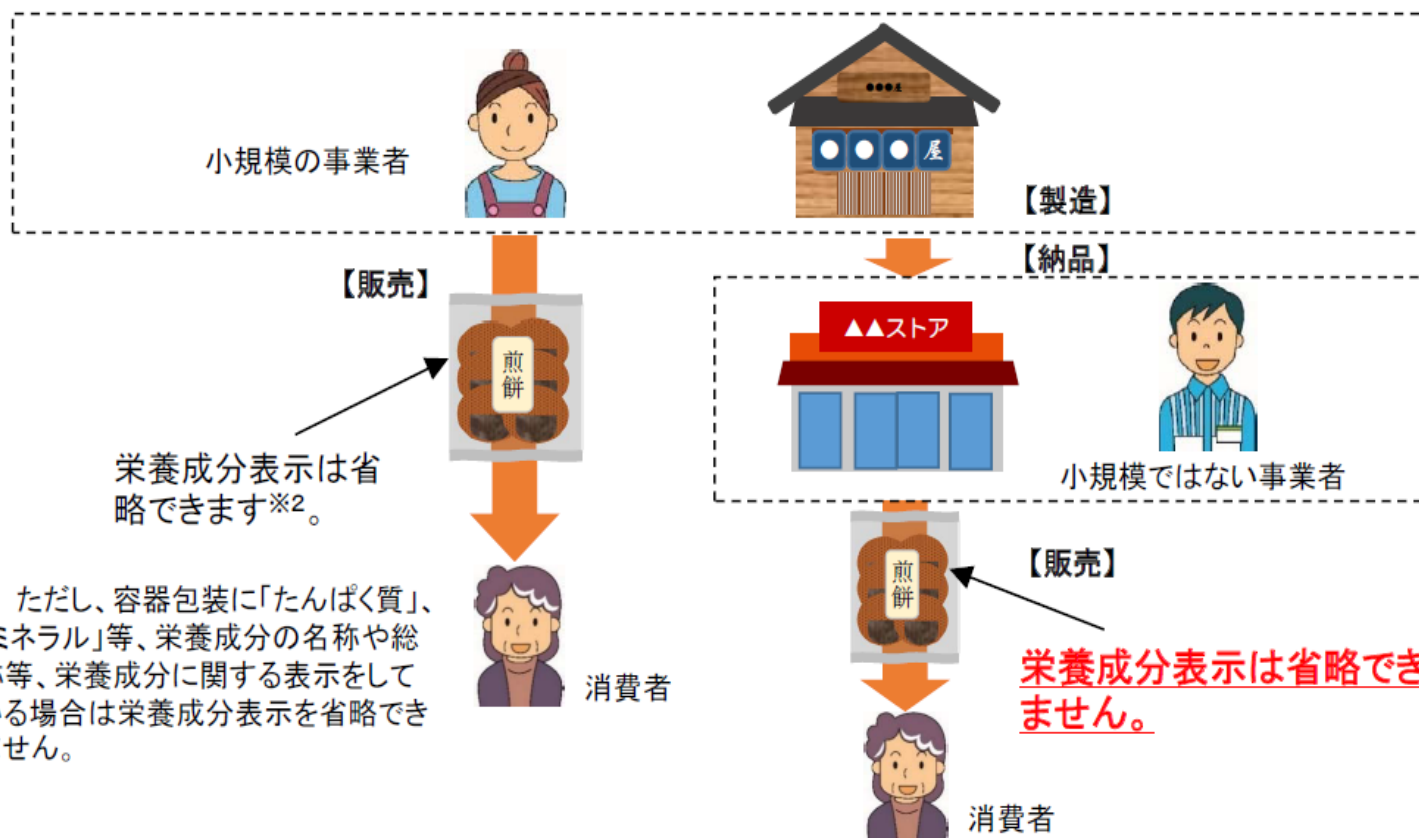 ●●●屋
小規模の事業者
●●●屋
【製造】
【販売】
【納品】
▲▲ストア
煎餅
小規模ではない事業者
栄養成分表示は省
略できます※2。
煎餅
【販売】
ただし、容器包装に「たんぱく質」、
ミネラル」等、栄養成分の名称や総
称等、栄養成分に関する表示をして
いる場合は栄養成分表示を省略でき
ません。
消費者
栄養成分表示は省略でき
ません。
消費者